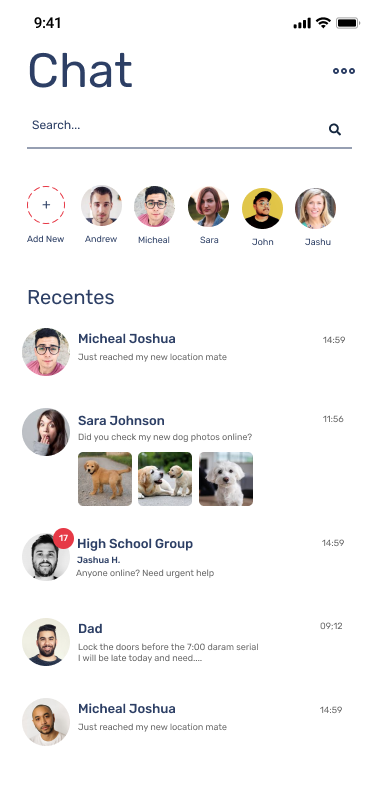 9:41
Chat
Search...
+
Add New
Andrew
Micheal
Sara
John
Jashu
Recentes
Micheal Joshua
14:59
Just reached my new location mate
Sara Johnson
11:56
Did you check my new dog photos online?
17
High School Group
14:59
Jashua H.
Anyone online? Need urgent help
Dad
09;12
Lock the doors before the 7:00 daram serial
I will be late today and need....
Micheal Joshua
14:59
Just reached my new location mate